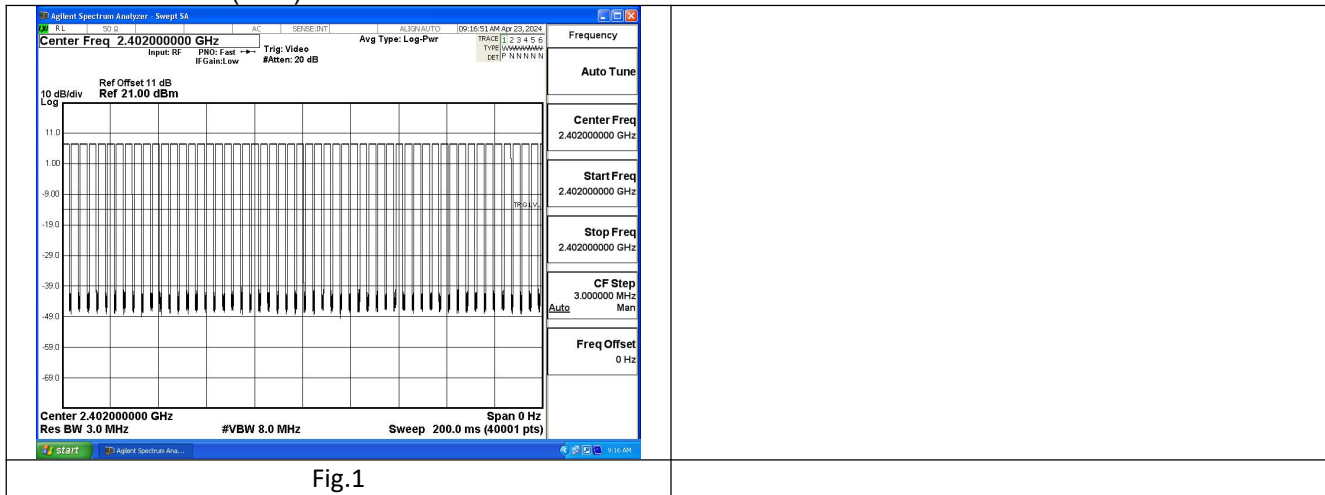 Agilent Spectrum Analyzer - Swept SA
RL 50 Ω AC SENSE:INT ALIGNAUTO 09:16:51 AM Apr 23, 2024
Center Freq 2.402000000 GHz
Input: RF PNO: Fast
IFGain:Low
Trig: Video
#Atten: 20 dB
Avg Type: Log-Pwr
TRACE 1 2 3 4 5 6
TYPE
DET P N N N N N
Ref Offset 11 dB
10 dB/div Ref 21.00 dBm
Log
11.0
1.00
-9.00
-19.0
-29.0
-39.0
-49.0
-59.0
-69.0
TRIG LVL
Center 2.402000000 GHz Span 0 Hz
Res BW 3.0 MHz #VBW 8.0 MHz Sweep 200.0 ms (40001 pts)
Frequency
Auto Tune
Center Freq
2.402000000 GHz
Start Freq
2.402000000 GHz
Stop Freq
2.402000000 GHz
CF Step
3.000000 MHz
Auto Man
Freq Offset
0 Hz
start Agilent Spectrum Ana... 9:16 AM
Fig.1